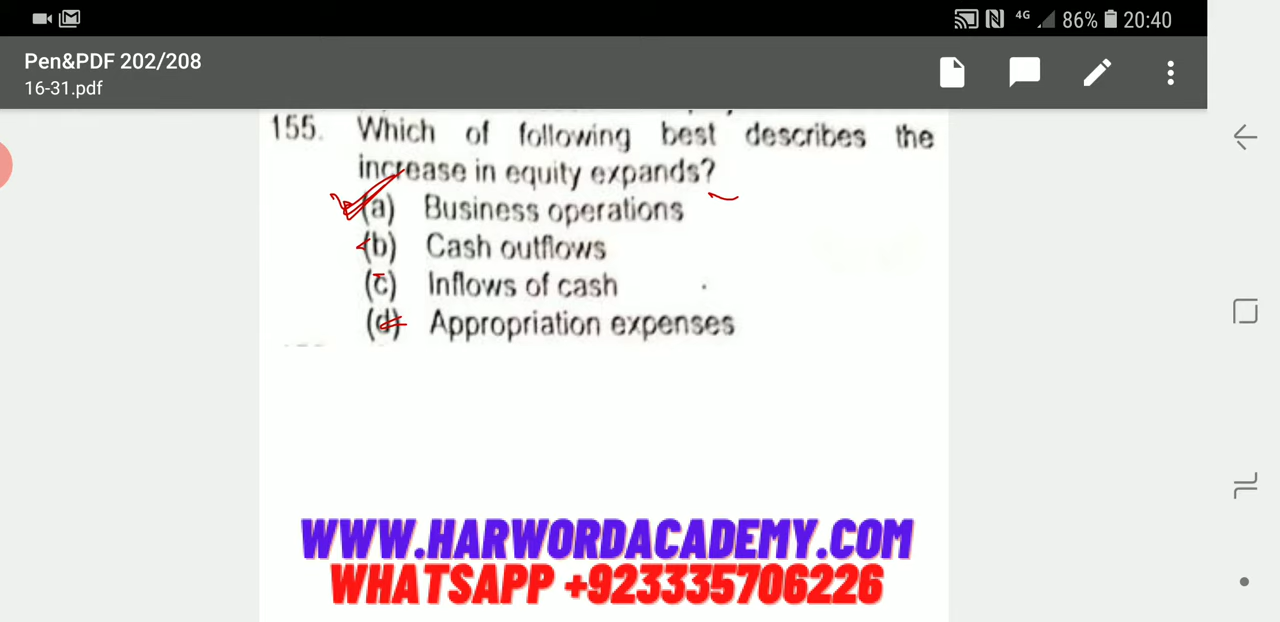 4G 86% 20:40
Pen&PDF 202/208
16-31.pdf
155. Which of following best describes the
increase in equity expands?
(a) Business operations
(b) Cash outflows
(c) Inflows of cash
(d) Appropriation expenses
WWW.HARWORDACADEMY.COM
WHATSAPP +923335706226